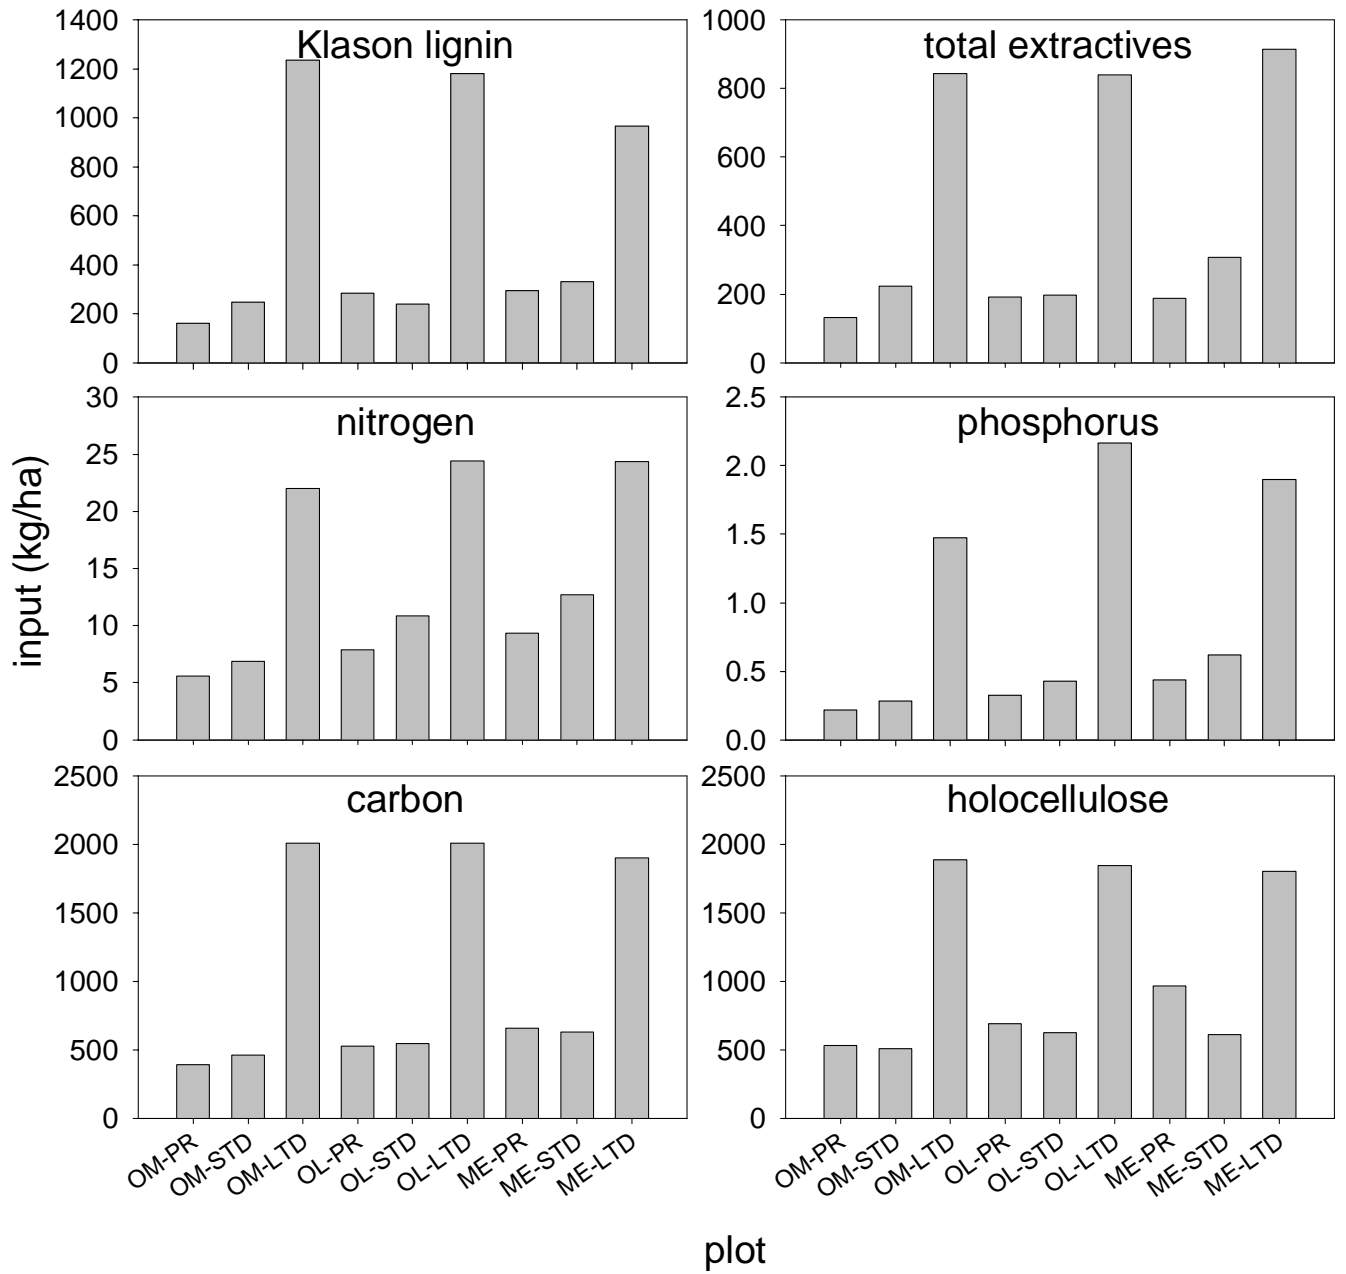 Klason lignin
1400
1200
1000
800
600
400
200
0
total extractives
1000
800
600
400
200
0
nitrogen
30
25
20
15
10
5
0
phosphorus
2.5
2.0
1.5
1.0
0.5
0.0
input (kg/ha)
carbon
2500
2000
1500
1000
500
0
holocellulose
2500
2000
1500
1000
500
0
OM-PR
OM-STD
OM-LTD
OL-PR
OL-STD
OL-LTD
ME-PR
ME-STD
ME-LTD
OM-PR
OM-STD
OM-LTD
OL-PR
OL-STD
OL-LTD
ME-PR
ME-STD
ME-LTD
plot